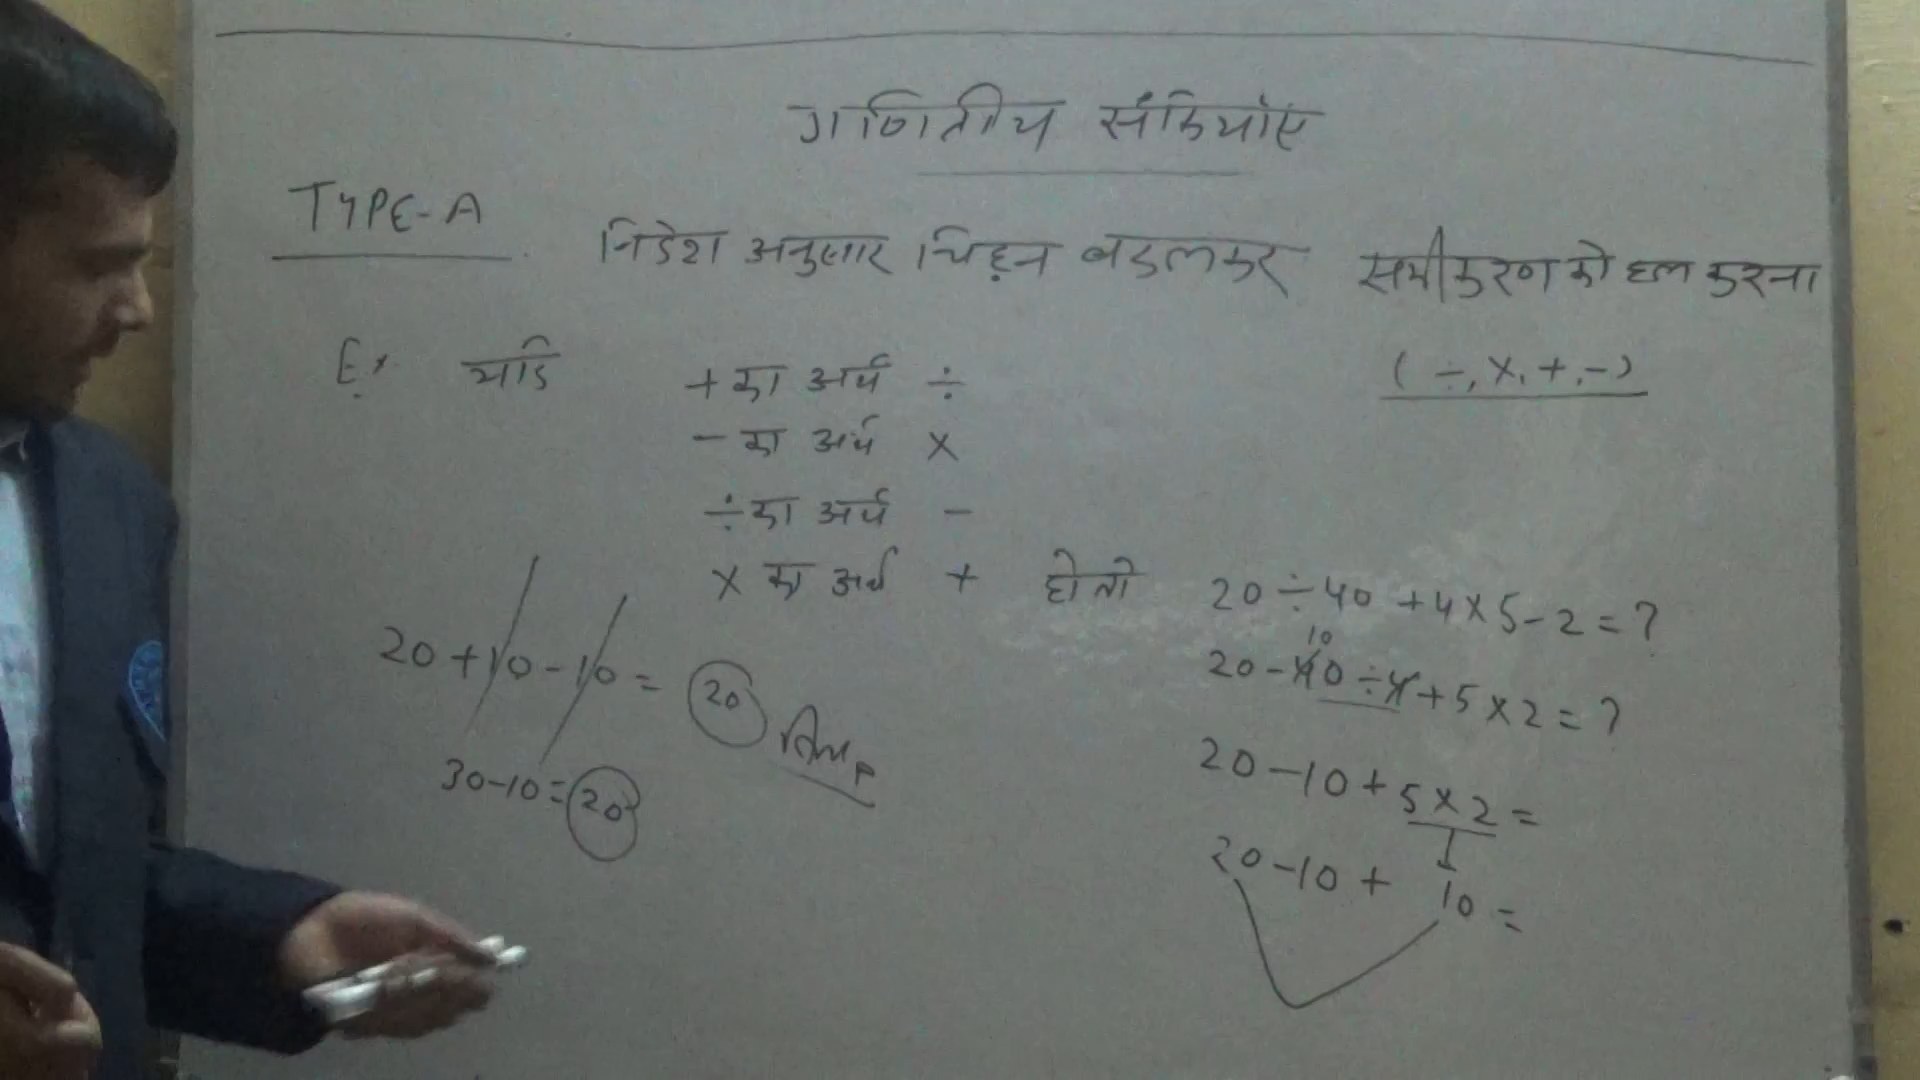 गणितीय संक्रियाँए
TYPE-A
निर्देश अनुसार चिह्न बदलकर समीकरण को हल करना
Ex. यदि + का अर्थ ÷ (÷, ×, +, -)
- का अर्थ ×
÷ का अर्थ -
× का अर्थ + हो तो 20 ÷ 40 + 4 × 5 - 2 = ?
10
20 - 40 ÷ 4 + 5 × 2 = ?
20 + 10 - 10 = 20
30 - 10 = 20
20 - 10 + 5 × 2 =
20 - 10 + 10 =